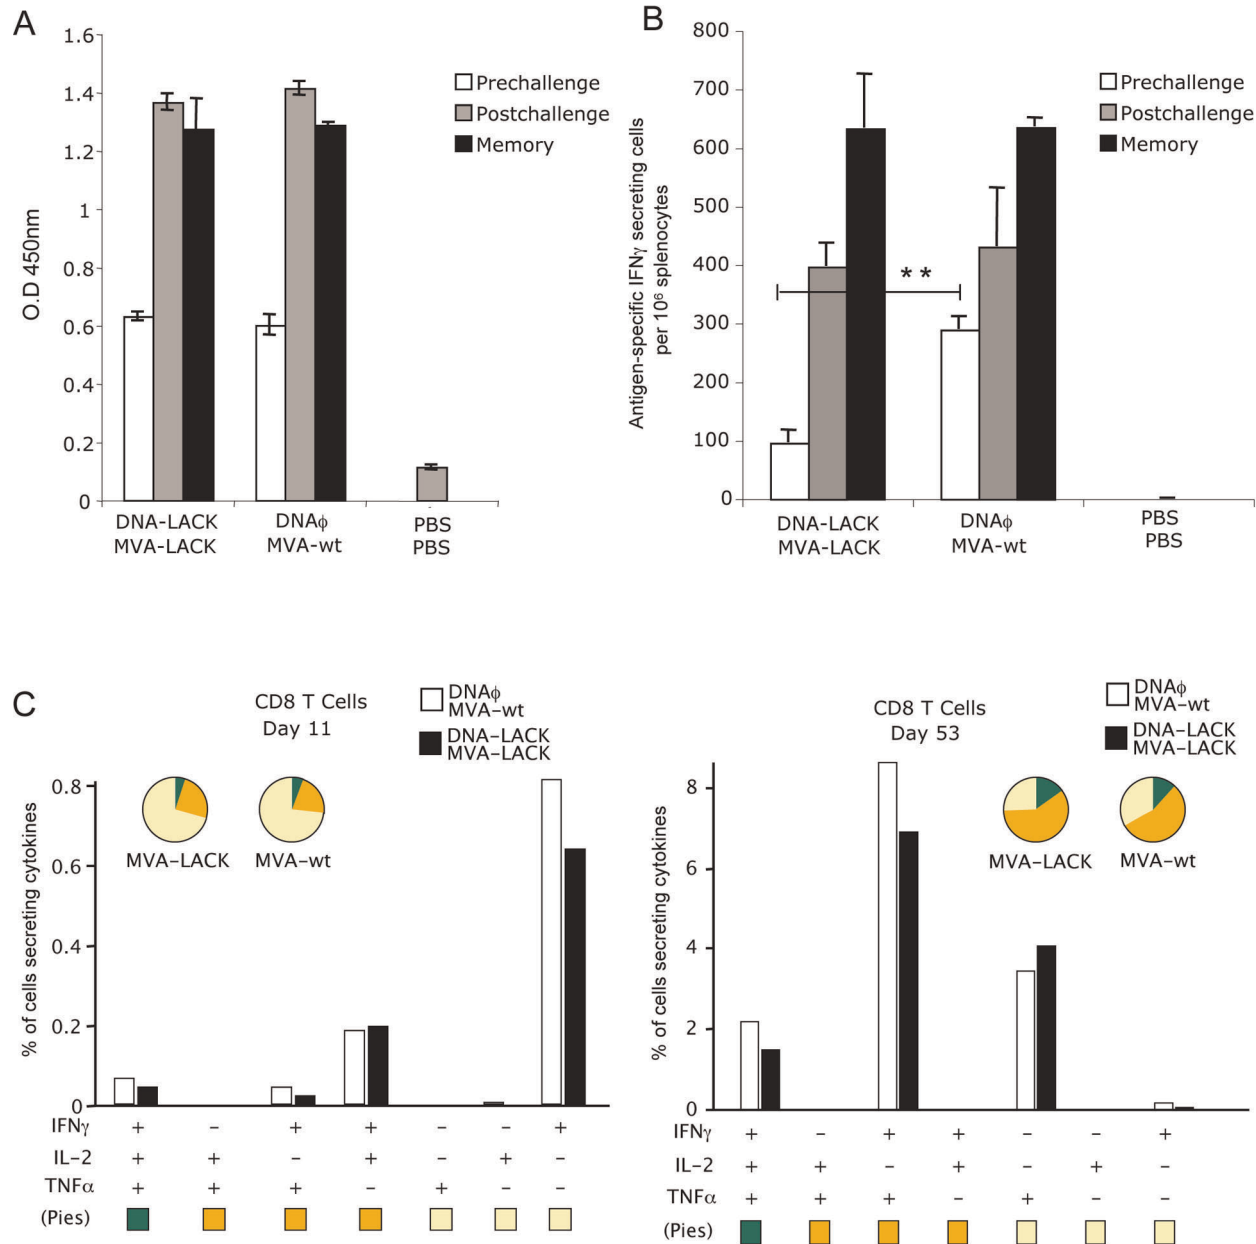 A
1.6
1.4
1.2
1
0.8
0.6
0.4
0.2
0
O.D 450nm
Prechallenge
Postchallenge
Memory
DNA-LACK DNAϕ PBS
MVA-LACK MVA-wt PBS
B
800
700
600
500
400
300
200
100
0
Antigen-specific IFNγ secreting cells
per 10⁶ splenocytes
Prechallenge
Postchallenge
Memory
* *
DNA-LACK DNAϕ PBS
MVA-LACK MVA-wt PBS
C
CD8 T Cells
Day 11
DNAϕ
MVA-wt
DNA-LACK
MVA-LACK
0.8
0.6
0.4
0.2
0
% of cells secreting cytokines
MVA-LACK MVA-wt
IFNγ + – + + – – +
IL-2 + + – + – + –
TNFα + + + – + – –
(Pies)
CD8 T Cells
Day 53
DNAϕ
MVA-wt
DNA-LACK
MVA-LACK
8
6
4
2
0
% of cells secreting cytokines
MVA-LACK MVA-wt
IFNγ + – + + – – +
IL-2 + + – + – + –
TNFα + + + – + – –
(Pies)